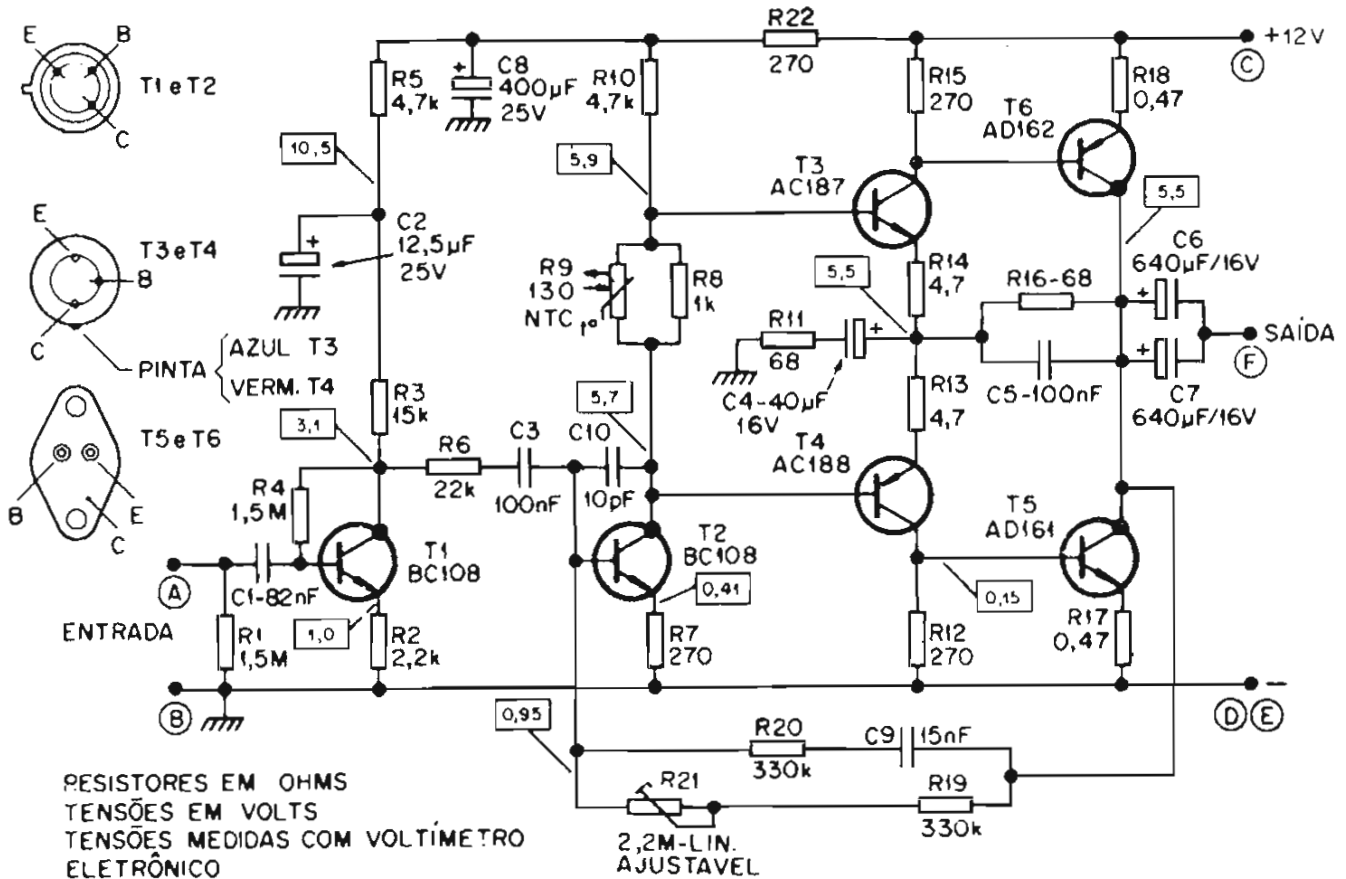 E
B
T1 e T2
C
E
T3 e T4
B
C
PINTA
AZUL T3
VERM. T4
T5 e T6
B
E
C
R5
4,7k
C8
400µF
25V
R10
4,7k
R22
270
R15
270
R18
0,47
+12V
C
T6
AD162
10,5
5,9
T3
AC187
5,5
C2
12,5µF
25V
R9
130
NTC t°
R8
1k
5,5
R14
4,7
R16-68
C6
640µF/16V
R11
68
SAÍDA
F
C4-40µF
16V
R13
4,7
C5-100nF
C7
640µF/16V
R3
15k
3,1
5,7
R6
22k
C3
100nF
C10
10pF
T4
AC188
R4
1,5M
T1
BC108
T2
BC108
T5
AD161
A
C1-82nF
ENTRADA
R1
1,5M
1,0
R2
2,2k
0,41
R7
270
0,15
R12
270
R17
0,47
B
–
D E
0,95
R20
330k
C9
15nF
R21
2,2M-LIN.
AJUSTAVEL
R19
330k
RESISTORES EM OHMS
TENSÕES EM VOLTS
TENSÕES MEDIDAS COM VOLTÍMETRO
ELETRÔNICO